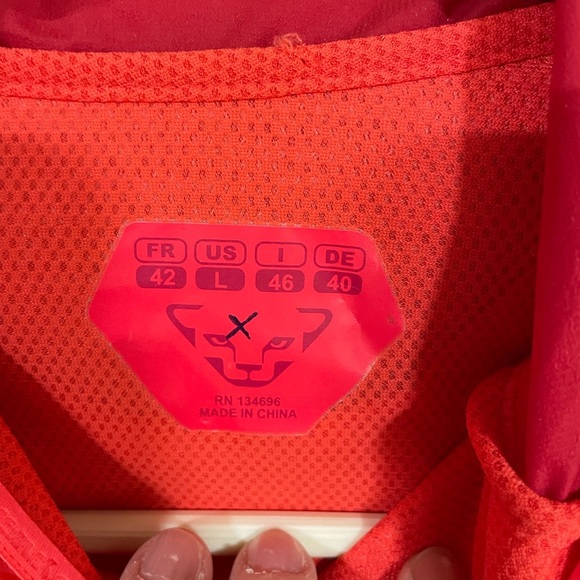 FR US I DE
42 L 46 40
X
RN 134696
MADE IN CHINA